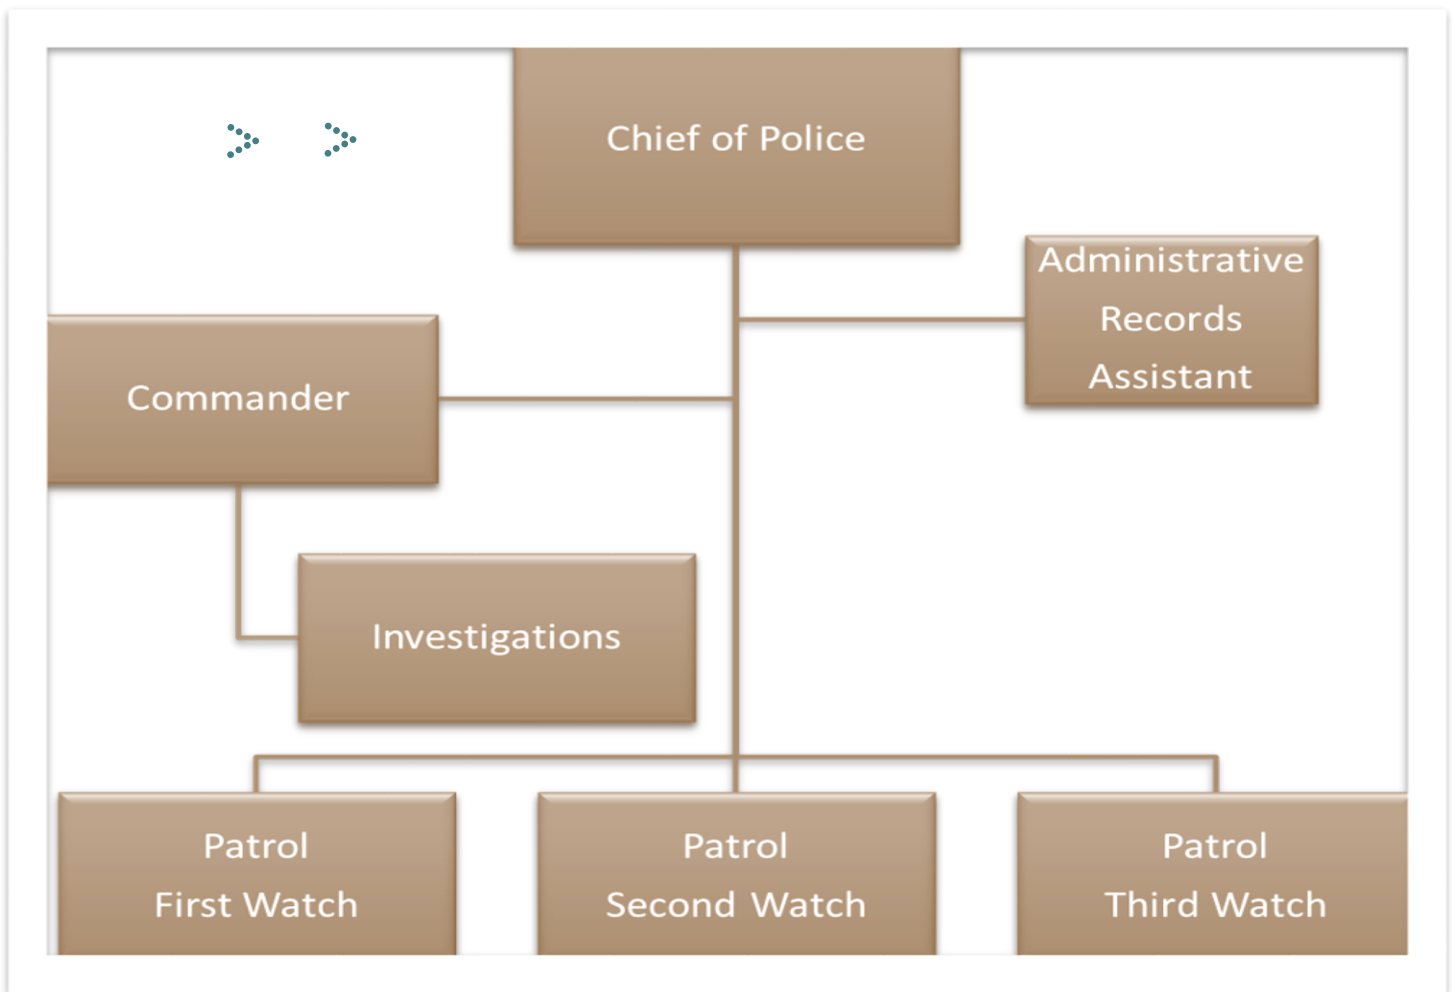 Chief of Police
Administrative
Records
Assistant
Commander
Investigations
Patrol
First Watch
Patrol
Second Watch
Patrol
Third Watch